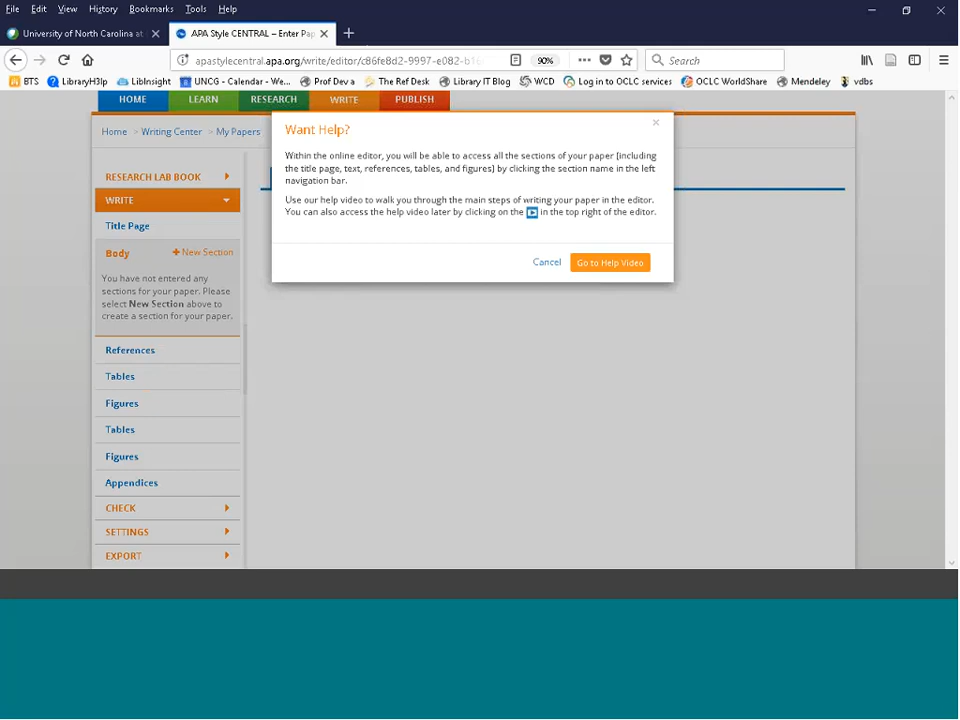 File Edit View History Bookmarks Tools Help
University of North Carolina at
APA Style CENTRAL – Enter Pap
apastylecentral.apa.org/write/editor/c86fe8d2-9997-e082-b1
90%
Search
BTS LibraryH3lp LibInsight UNCG - Calendar - We... Prof Dev a The Ref Desk Library IT Blog WCD Log in to OCLC services OCLC WorldShare Mendeley vdbs
HOME LEARN RESEARCH WRITE PUBLISH
Home > Writing Center > My Papers
RESEARCH LAB BOOK
WRITE
Title Page
Body + New Section
You have not entered any
sections for your paper. Please
select New Section above to
create a section for your paper.
References
Tables
Figures
Tables
Figures
Appendices
CHECK
SETTINGS
EXPORT
Want Help?
Within the online editor, you will be able to access all the sections of your paper [including
the title page, text, references, tables, and figures] by clicking the section name in the left
navigation bar.
Use our help video to walk you through the main steps of writing your paper in the editor.
You can also access the help video later by clicking on the in the top right of the editor.
Cancel Go to Help Video